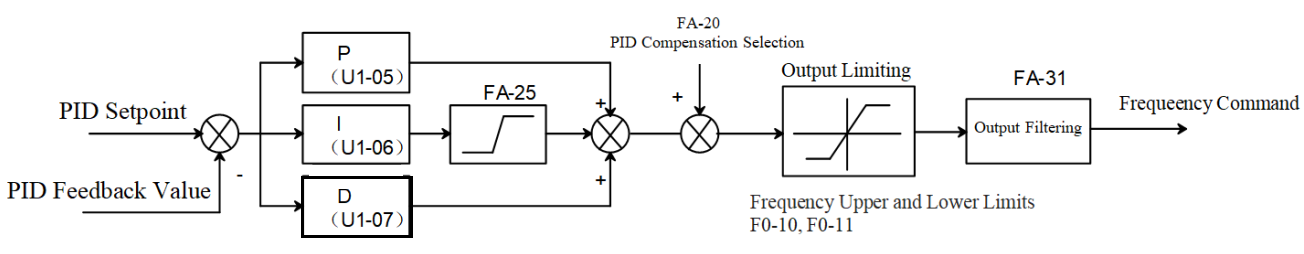 FA-20
PID Compensation Selection
P
（U1-05）
Output Limiting
FA-31
PID Setpoint
FA-25
+
+
I
（U1-06）
Output Filtering
Frequeency Command
-
PID Feedback Value
+
D
（U1-07）
Frequency Upper and Lower Limits
F0-10, F0-11